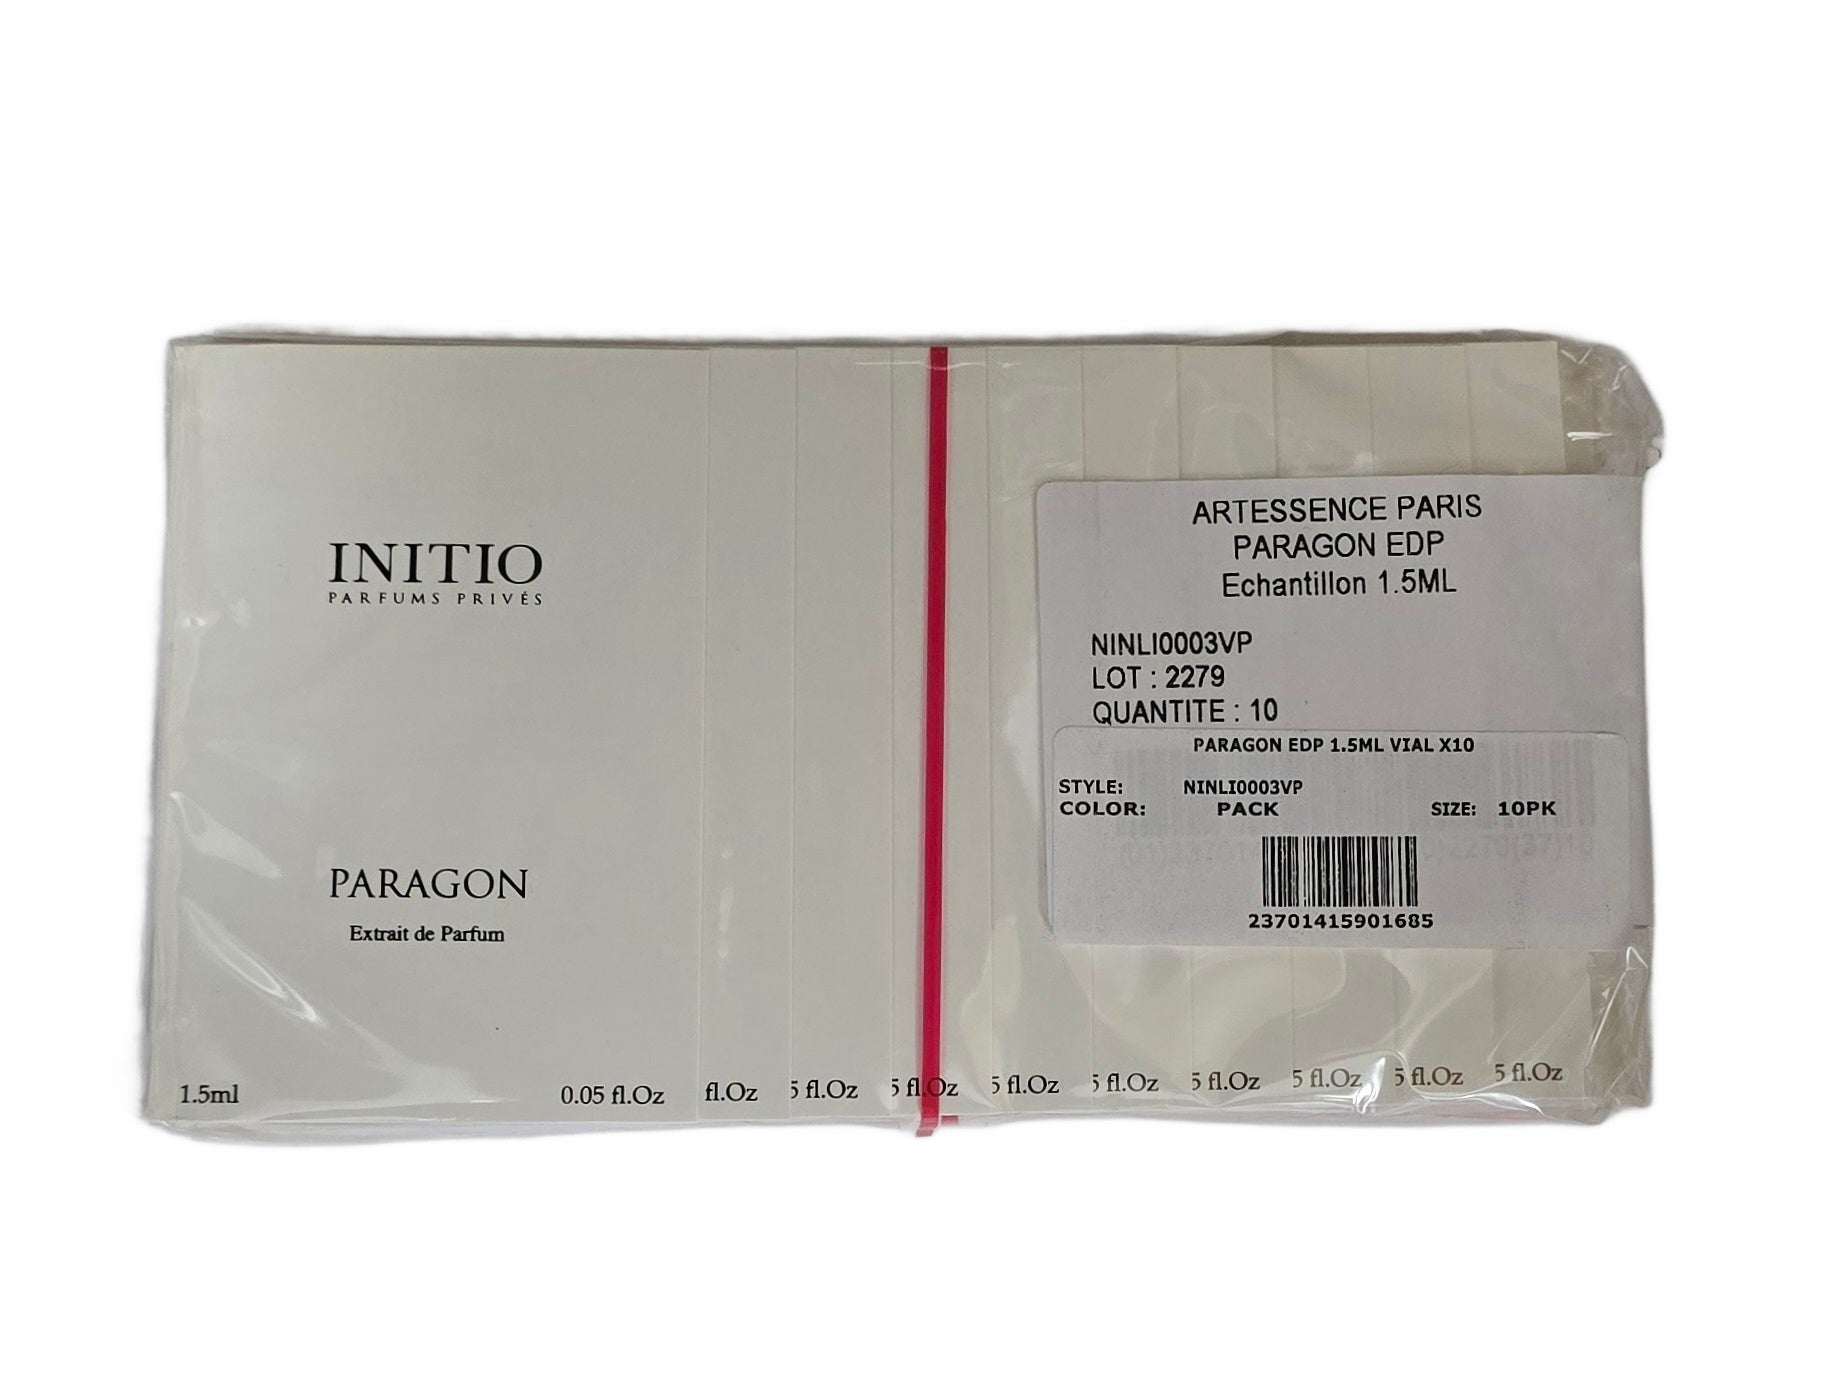 INITIO
PARFUMS PRIVÉS
PARAGON
Extrait de Parfum
1.5ml
0.05 fl.Oz
fl.Oz
5 fl.Oz
5 fl.Oz
5 fl.Oz
5 fl.Oz
5 fl.Oz
5 fl.Oz
5 fl.Oz
5 fl.Oz
ARTESSENCE PARIS
PARAGON EDP
Echantillon 1.5ML
NINLI0003VP
LOT : 2279
QUANTITE : 10
PARAGON EDP 1.5ML VIAL X10
STYLE: NINLI0003VP
COLOR: PACK SIZE: 10PK
23701415901685